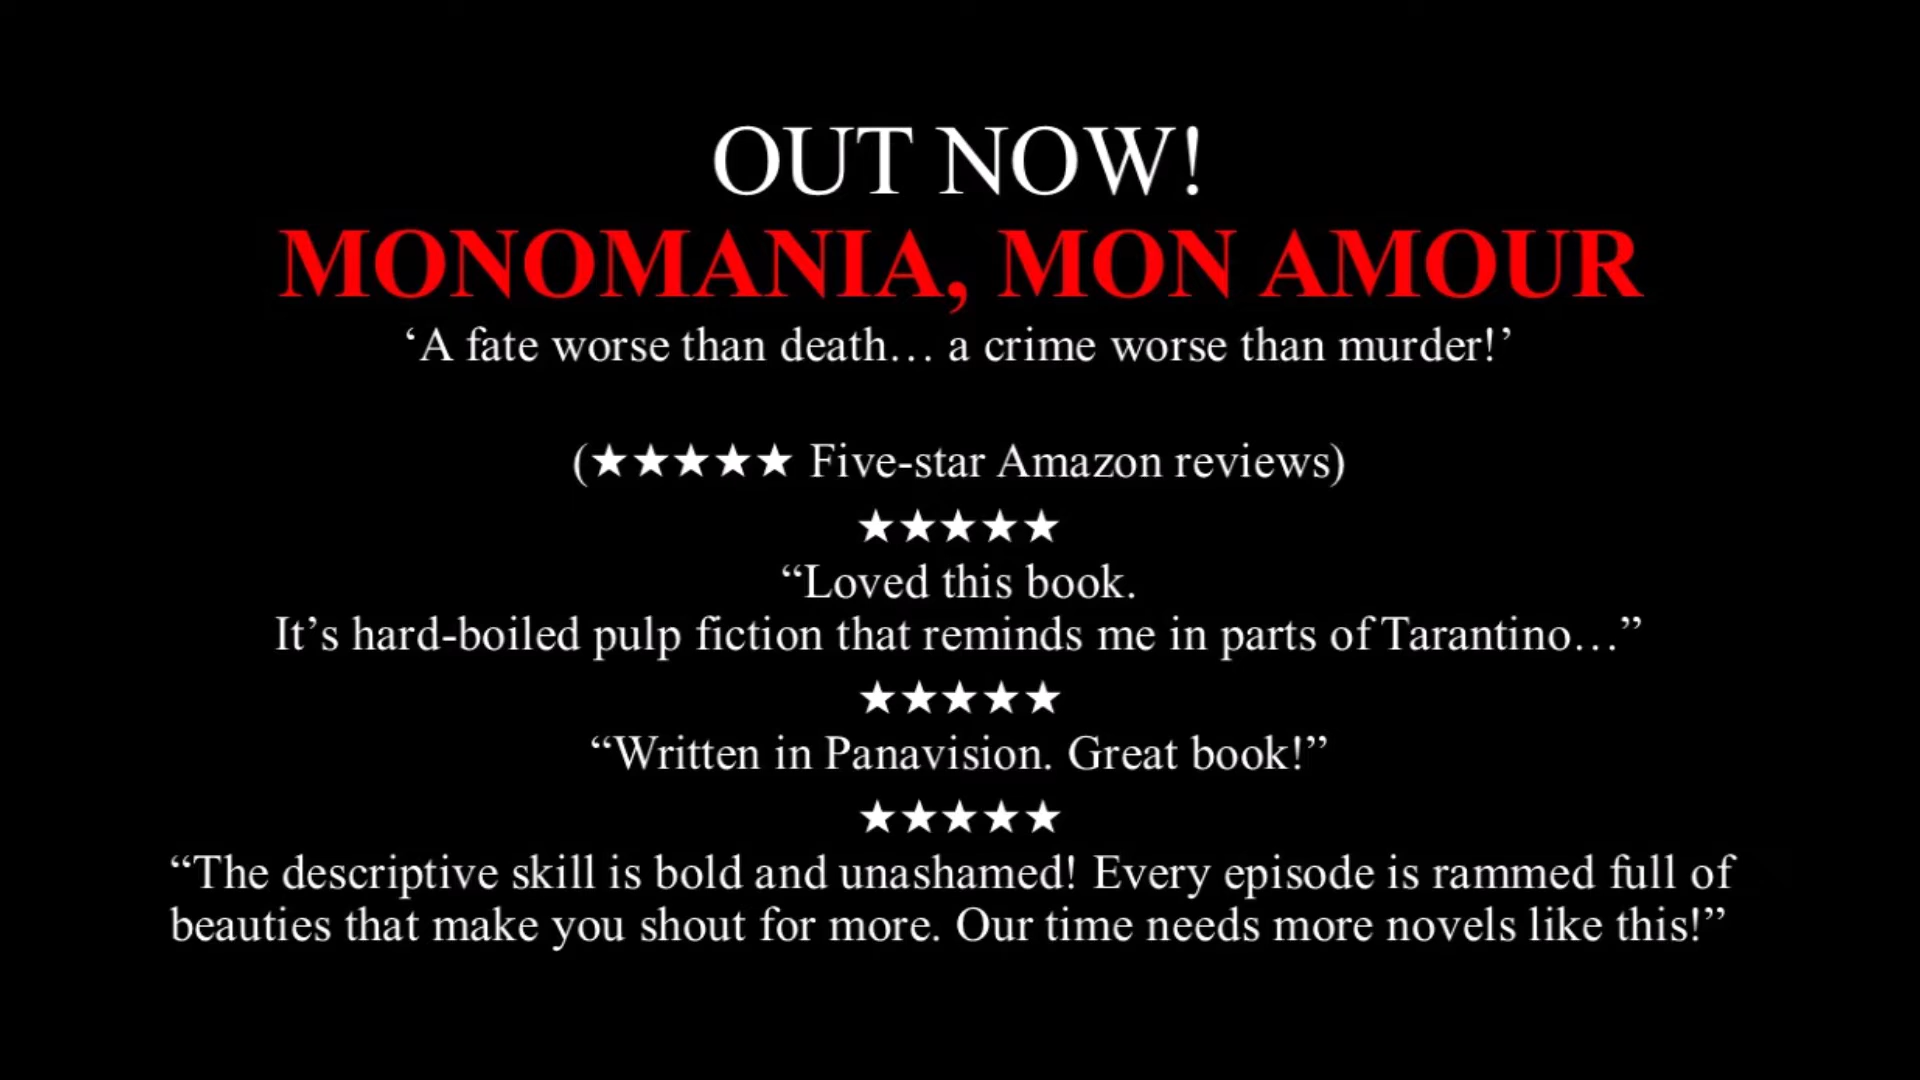 OUT NOW!
MONOMANIA, MON AMOUR
‘A fate worse than death… a crime worse than murder!’
(★★★★★ Five-star Amazon reviews)
★★★★★
“Loved this book.
It’s hard-boiled pulp fiction that reminds me in parts of Tarantino…”
★★★★★
“Written in Panavision. Great book!”
★★★★★
“The descriptive skill is bold and unashamed! Every episode is rammed full of
beauties that make you shout for more. Our time needs more novels like this!”